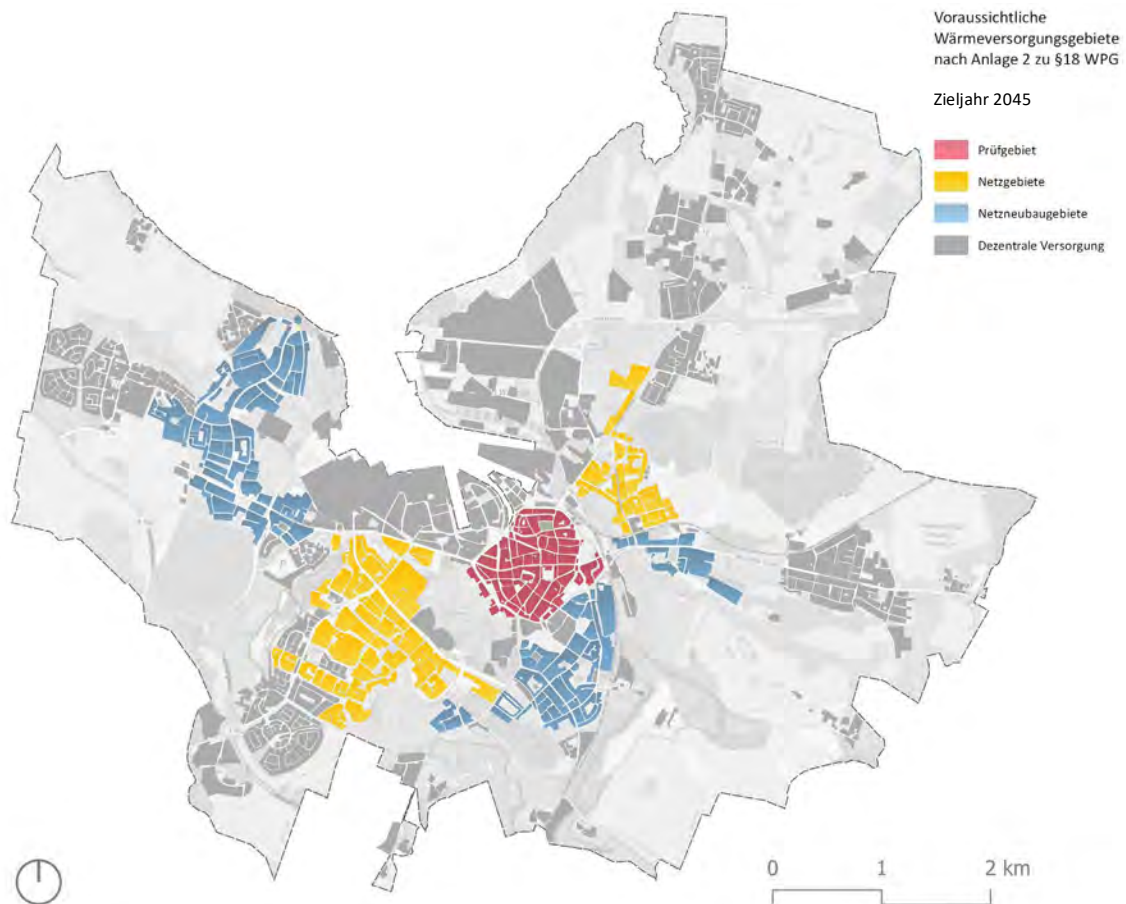 Voraussichtliche
Wärmeversorgungsgebiete
nach Anlage 2 zu §18 WPG
Zieljahr 2045
Prüfgebiet
Netzgebiete
Netzneubaugebiete
Dezentrale Versorgung
0 1 2 km